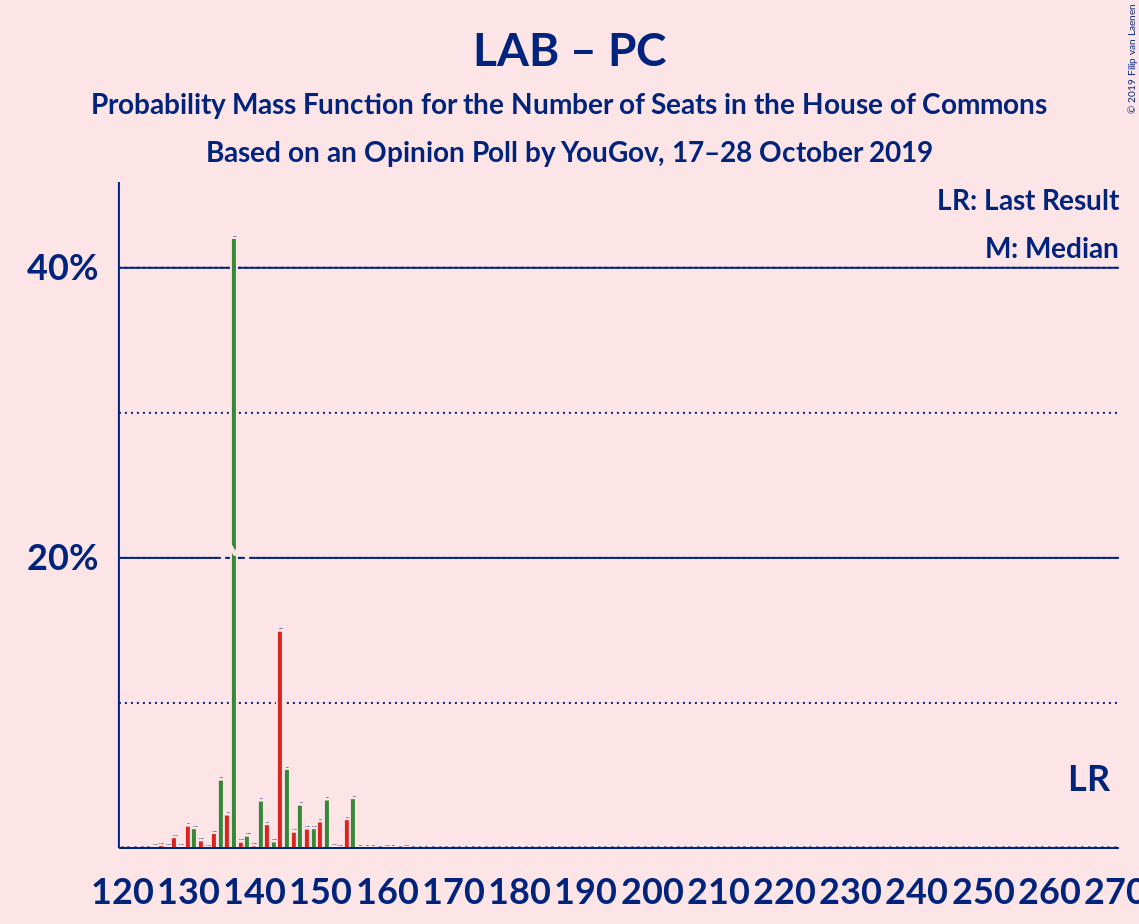 LAB – PC
Probability Mass Function for the Number of Seats in the House of Commons
Based on an Opinion Poll by YouGov, 17–28 October 2019
© 2019 Filip van Laenen
LR: Last Result
M: Median
40%
20%
LR
120 130 140 150 160 170 180 190 200 210 220 230 240 250 260 270